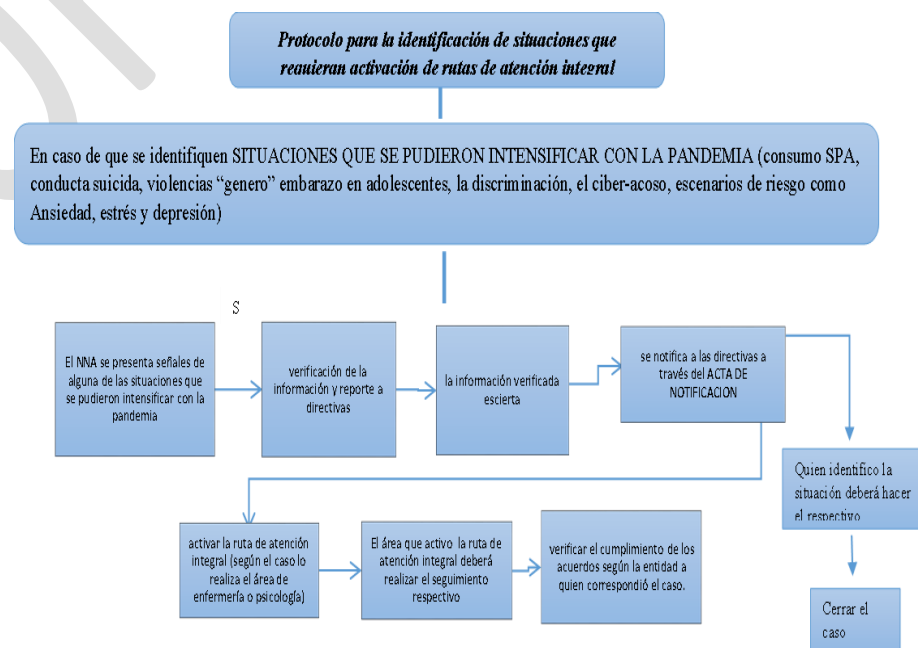 Protocolo para la identificación de situaciones que
requieran activación de rutas de atención integral
En caso de que se identifiquen SITUACIONES QUE SE PUDIERON INTENSIFICAR CON LA PANDEMIA (consumo SPA,
conducta suicida, violencias “genero” embarazo en adolescentes, la discriminación, el ciber-acoso, escenarios de riesgo como
Ansiedad, estrés y depresión)
S
El NNA se presenta señales de
alguna de las situaciones que
se pudieron intensificar con la
pandemia
verificación de la
información y reporte a
directivas
la información verificada
escierta
se notifica a las directivas a
través del ACTA DE
NOTIFICACION
Quien identifico la
situación deberá hacer
el respectivo
Cerrar el
caso
activar la ruta de atención
integral (según el caso lo
realiza el área de
enfermería o psicología)
El área que activo la ruta de
atención integral deberá
realizar el seguimiento
respectivo
verificar el cumplimiento de los
acuerdos según la entidad a
quien correspondió el caso.